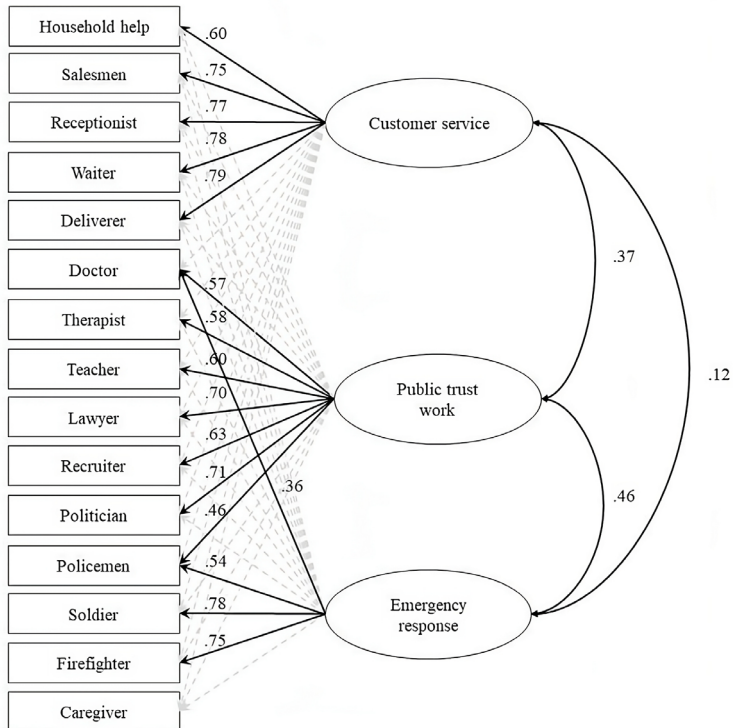 Household help
Salesmen
Receptionist
Waiter
Deliverer
Doctor
Therapist
Teacher
Lawyer
Recruiter
Politician
Policemen
Soldier
Firefighter
Caregiver
.60
.75
.77
.78
.79
.57
.58
.60
.70
.63
.71
.46
.36
.54
.78
.75
Customer service
Public trust
work
Emergency
response
.37
.12
.46